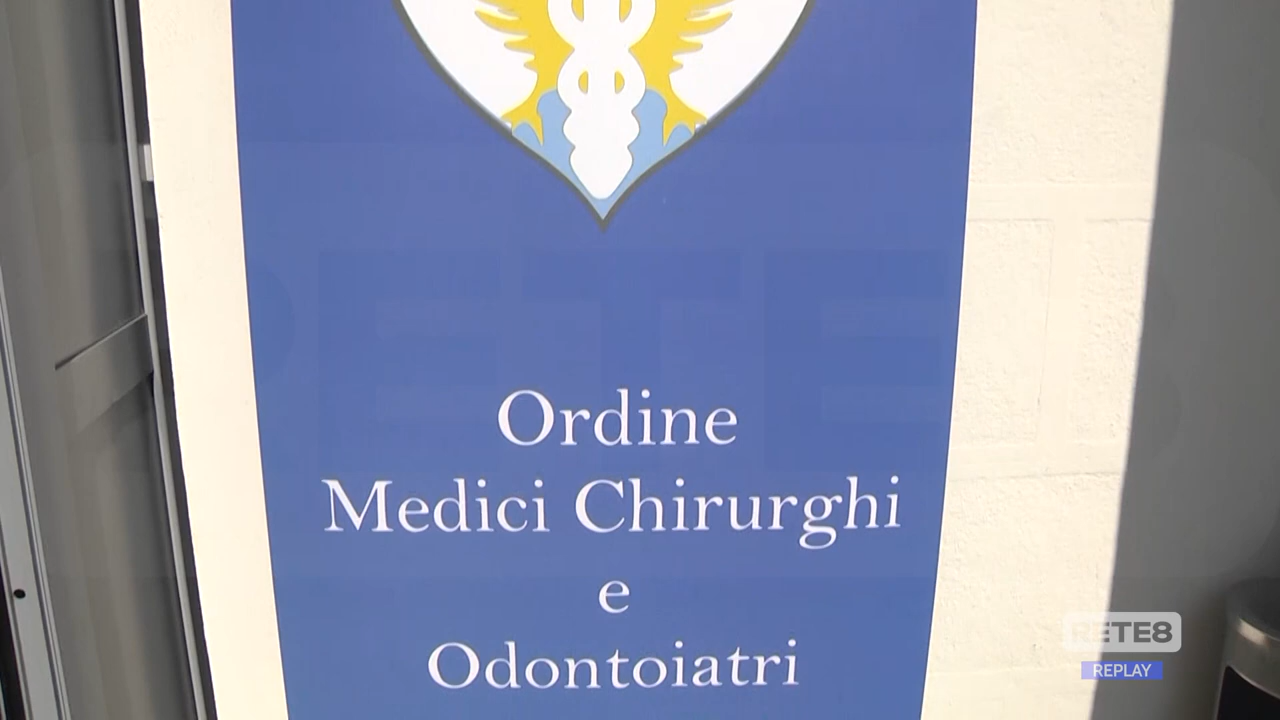 Ordine
Medici Chirurghi
e
Odontoiatri
RETE8
REPLAY